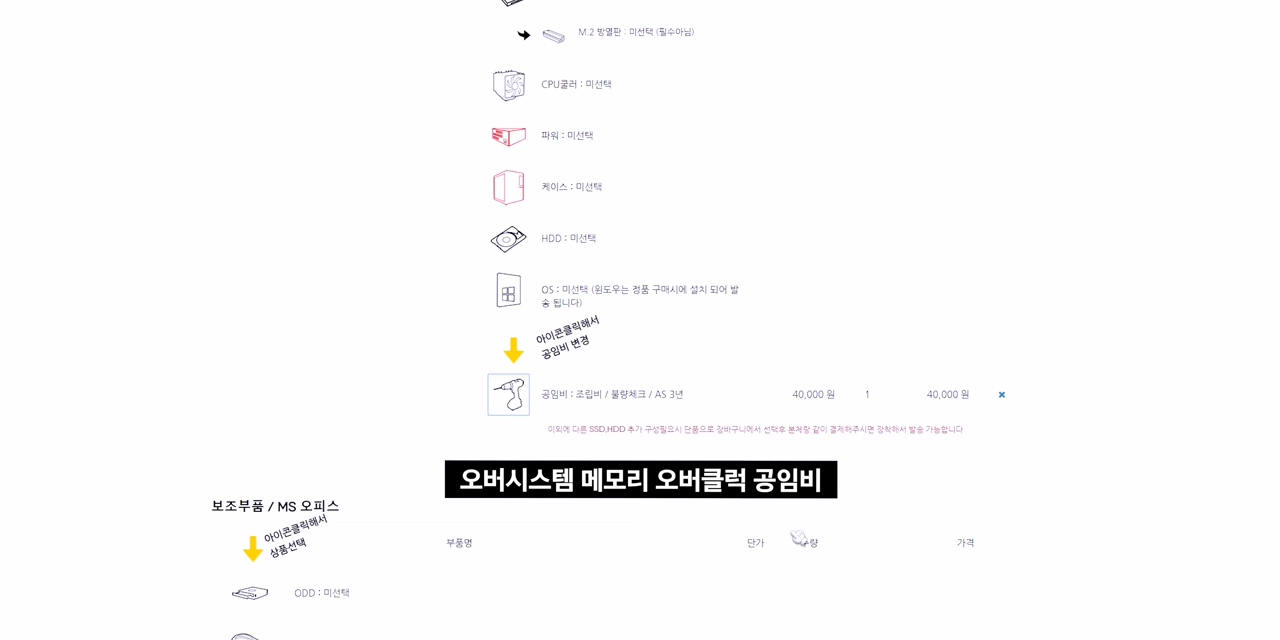 M.2 방열판 : 미선택 (필수아님)
CPU쿨러 : 미선택
파워 : 미선택
케이스 : 미선택
HDD : 미선택
OS : 미선택 (윈도우는 정품 구매시에 설치 되어 발
송 됩니다)
아이콘클릭해서
공임비 변경
공임비 : 조립비 / 불량체크 / AS 3년 40,000 원 1 40,000 원
이외에 다른 SSD,HDD 추가 구성필요시 단품으로 장바구니에서 선택후 본체랑 같이 결제해주시면 장착해서 발송 가능합니다
오버시스템 메모리 오버클럭 공임비
보조부품 / MS 오피스
아이콘클릭해서
상품선택
부품명 단가 량 가격
ODD : 미선택